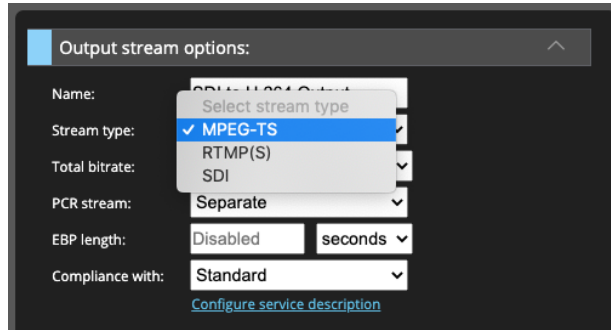 Output stream options:
Name:
Select stream type
Stream type: ✓ MPEG-TS
RTMP(S)
Total bitrate:
SDI
PCR stream: Separate
EBP length: Disabled seconds
Compliance with: Standard
Configure service description